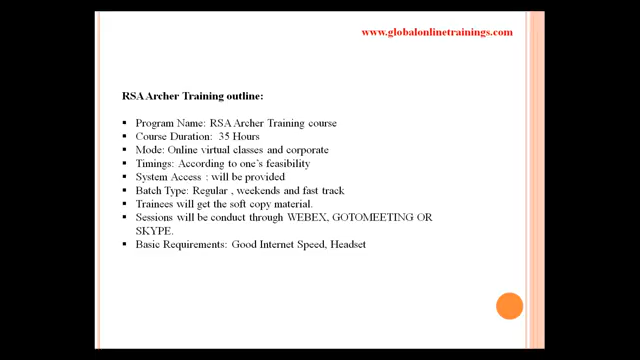 www.globalonlinetrainings.com
RSA Archer Training outline:
▪ Program Name: RSA Archer Training course
▪ Course Duration: 35 Hours
▪ Mode: Online virtual classes and corporate
▪ Timings: According to one's feasibility
▪ System Access : will be provided
▪ Batch Type: Regular , weekends and fast track
▪ Trainees will get the soft copy material.
▪ Sessions will be conduct through WEBEX, GOTOMEETING OR
SKYPE.
▪ Basic Requirements: Good Internet Speed, Headset